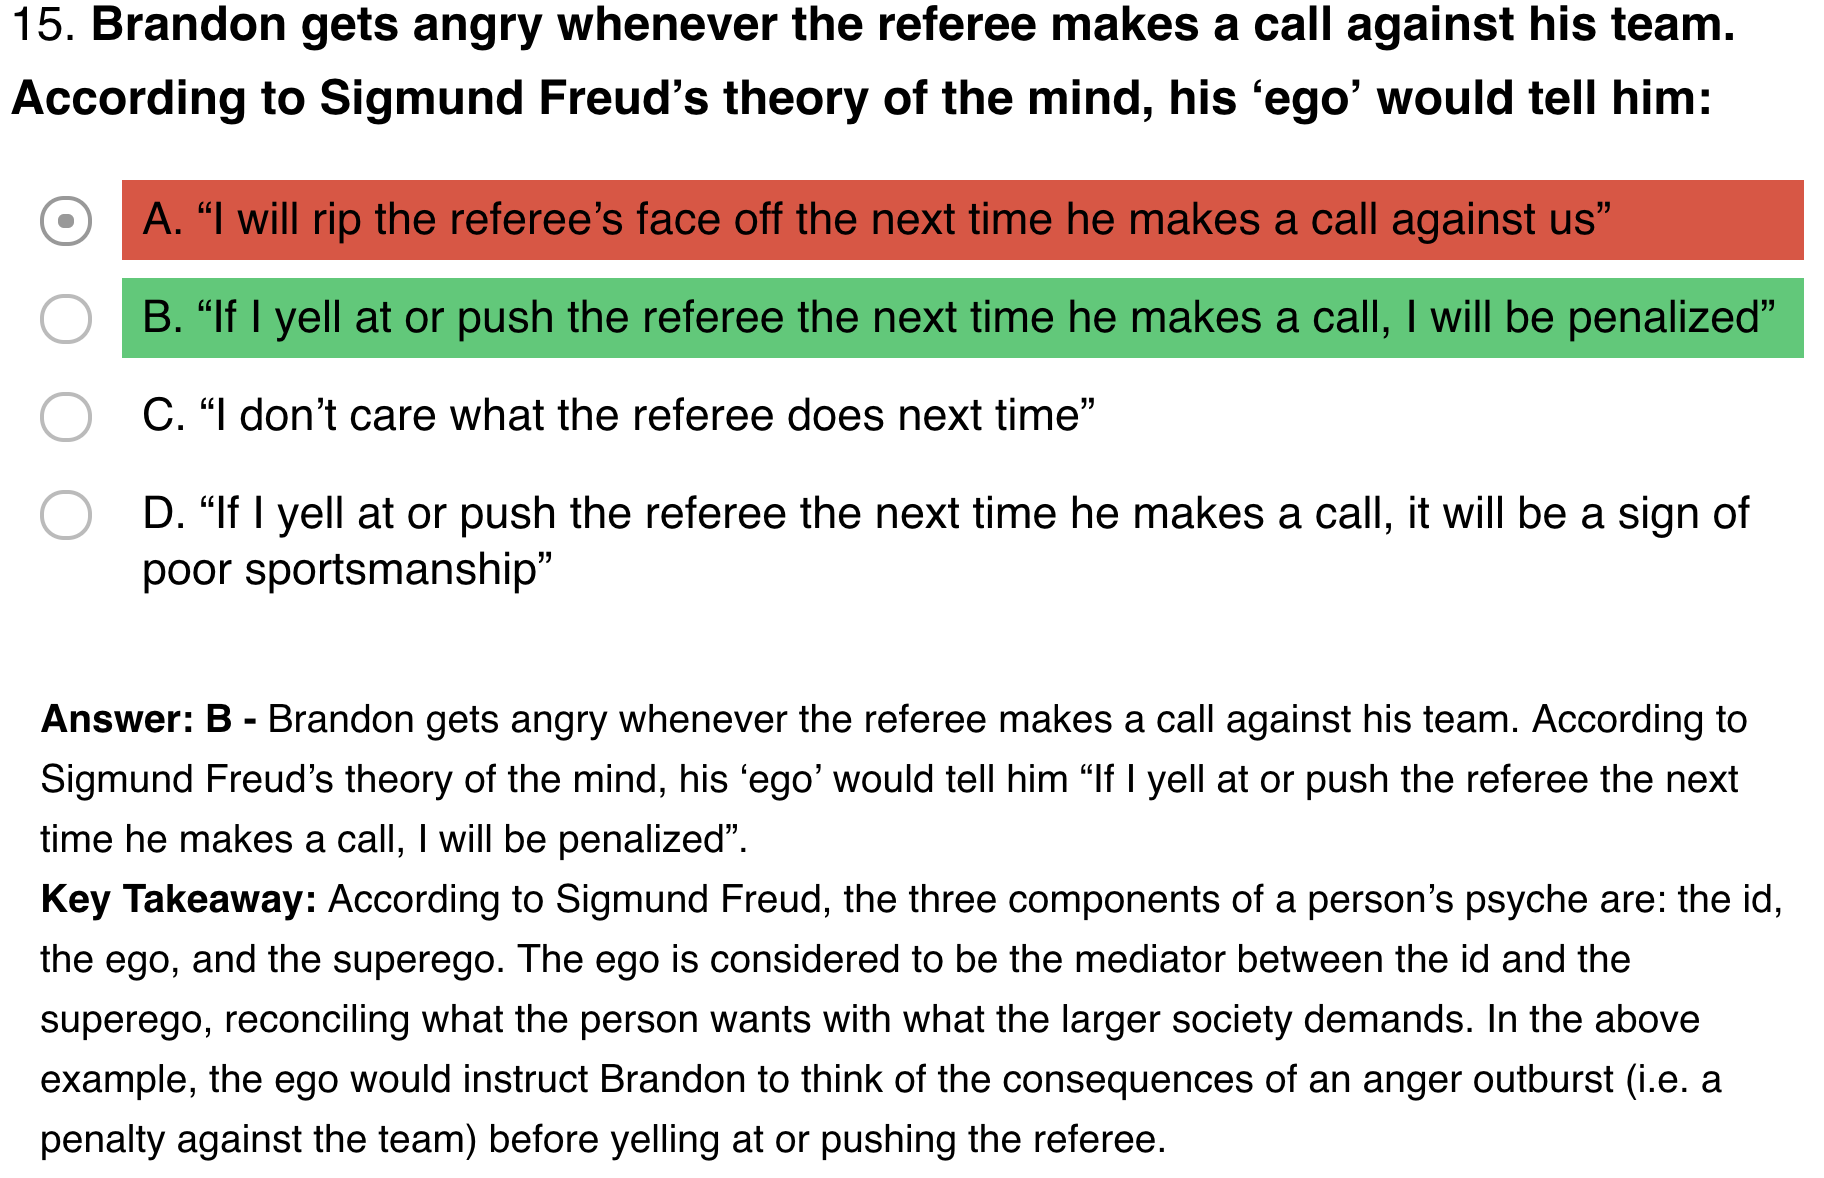 15. Brandon gets angry whenever the referee makes a call against his team.
According to Sigmund Freud’s theory of the mind, his ‘ego’ would tell him:
A. “I will rip the referee’s face off the next time he makes a call against us”
B. “If I yell at or push the referee the next time he makes a call, I will be penalized”
C. “I don’t care what the referee does next time”
D. “If I yell at or push the referee the next time he makes a call, it will be a sign of
poor sportsmanship”
Answer: B - Brandon gets angry whenever the referee makes a call against his team. According to
Sigmund Freud’s theory of the mind, his ‘ego’ would tell him “If I yell at or push the referee the next
time he makes a call, I will be penalized”.
Key Takeaway: According to Sigmund Freud, the three components of a person’s psyche are: the id,
the ego, and the superego. The ego is considered to be the mediator between the id and the
superego, reconciling what the person wants with what the larger society demands. In the above
example, the ego would instruct Brandon to think of the consequences of an anger outburst (i.e. a
penalty against the team) before yelling at or pushing the referee.